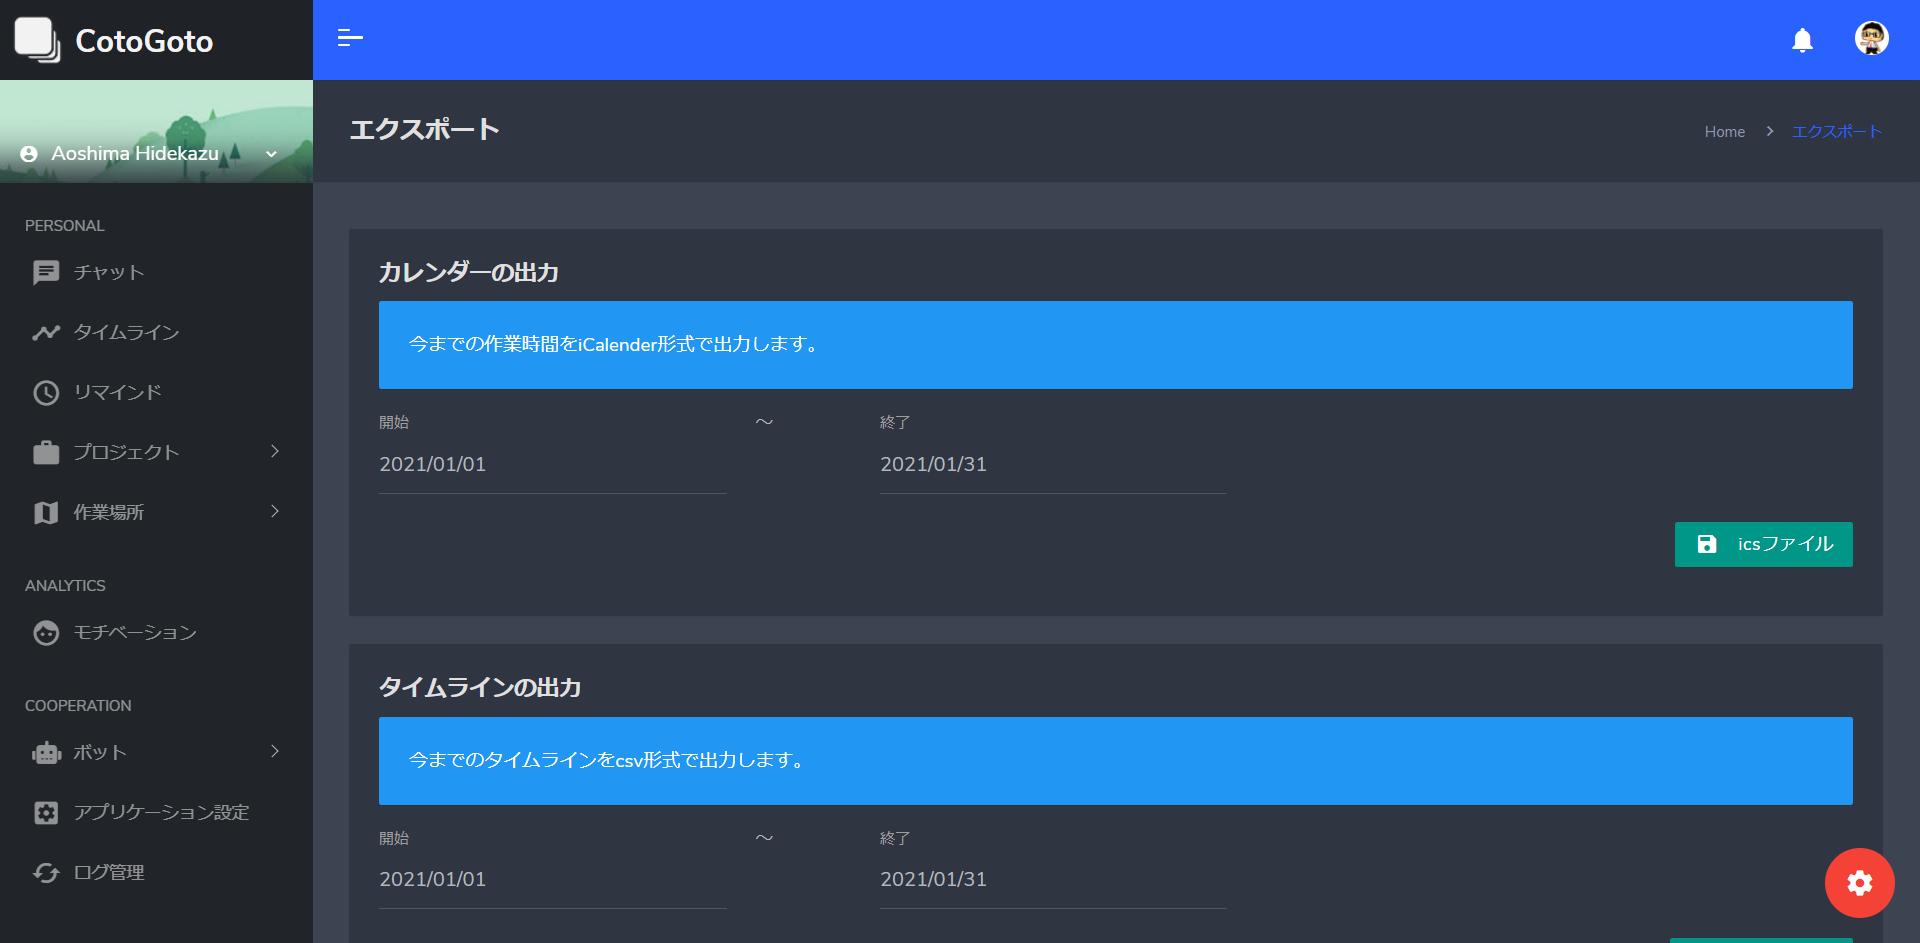 CotoGoto
Aoshima Hidekazu
PERSONAL
チャット
タイムライン
リマインド
プロジェクト
作業場所
ANALYTICS
モチベーション
COOPERATION
ボット
アプリケーション設定
ログ管理
エクスポート
Home エクスポート
カレンダーの出力
今までの作業時間をiCalender形式で出力します。
開始 〜 終了
2021/01/01 2021/01/31
icsファイル
タイムラインの出力
今までのタイムラインをcsv形式で出力します。
開始 〜 終了
2021/01/01 2021/01/31